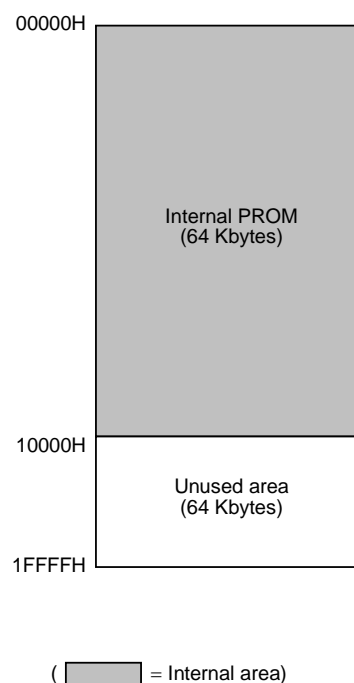 00000H
Internal PROM
(64 Kbytes)
10000H
Unused area
(64 Kbytes)
1FFFFH
( = Internal area)